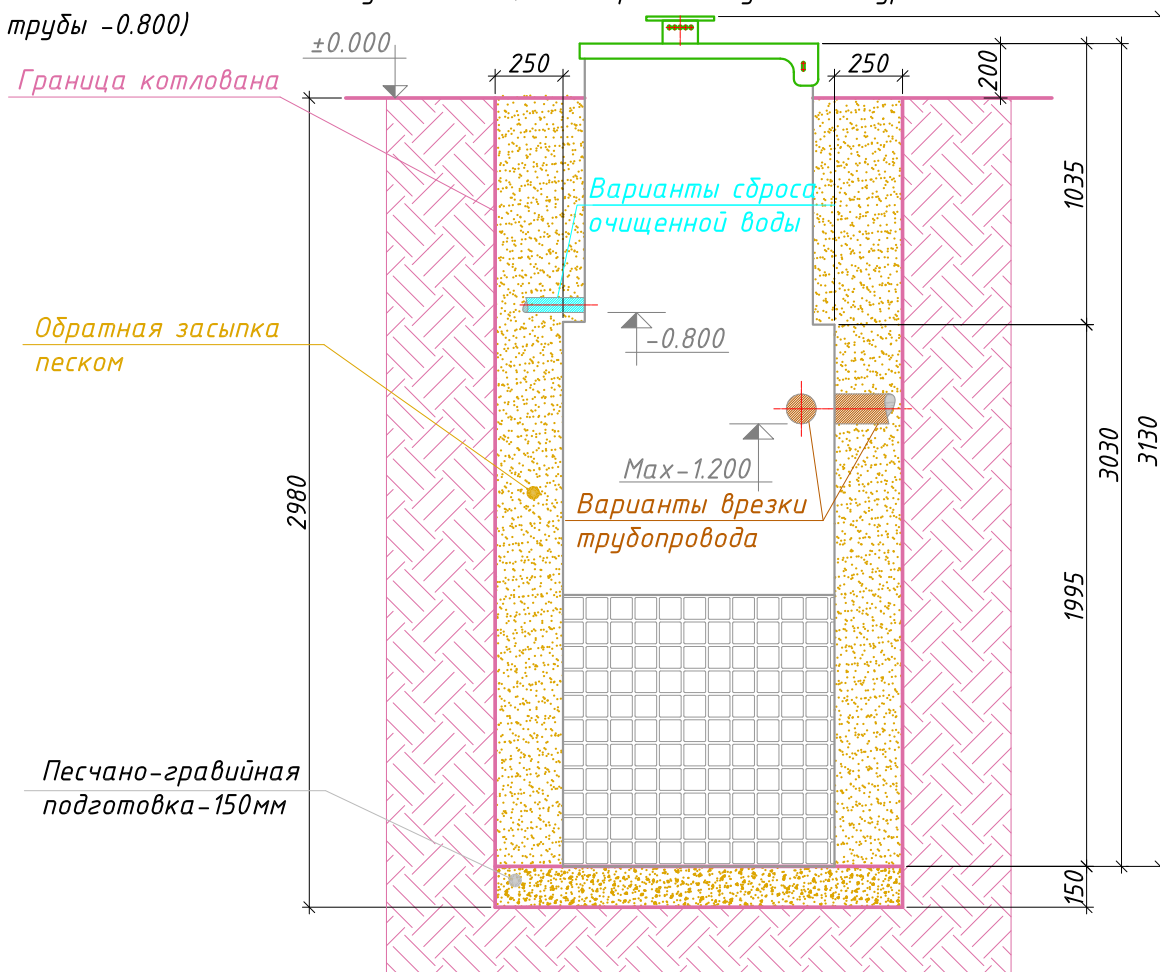 трубы -0.800)
±0.000
Граница котлована
250
250
200
Варианты сброса
очищенной воды
1035
Обратная засыпка
песком
-0.800
Max-1.200
3030
3130
2980
Варианты врезки
трубопровода
1995
Песчано-гравийная
подготовка-150мм
150